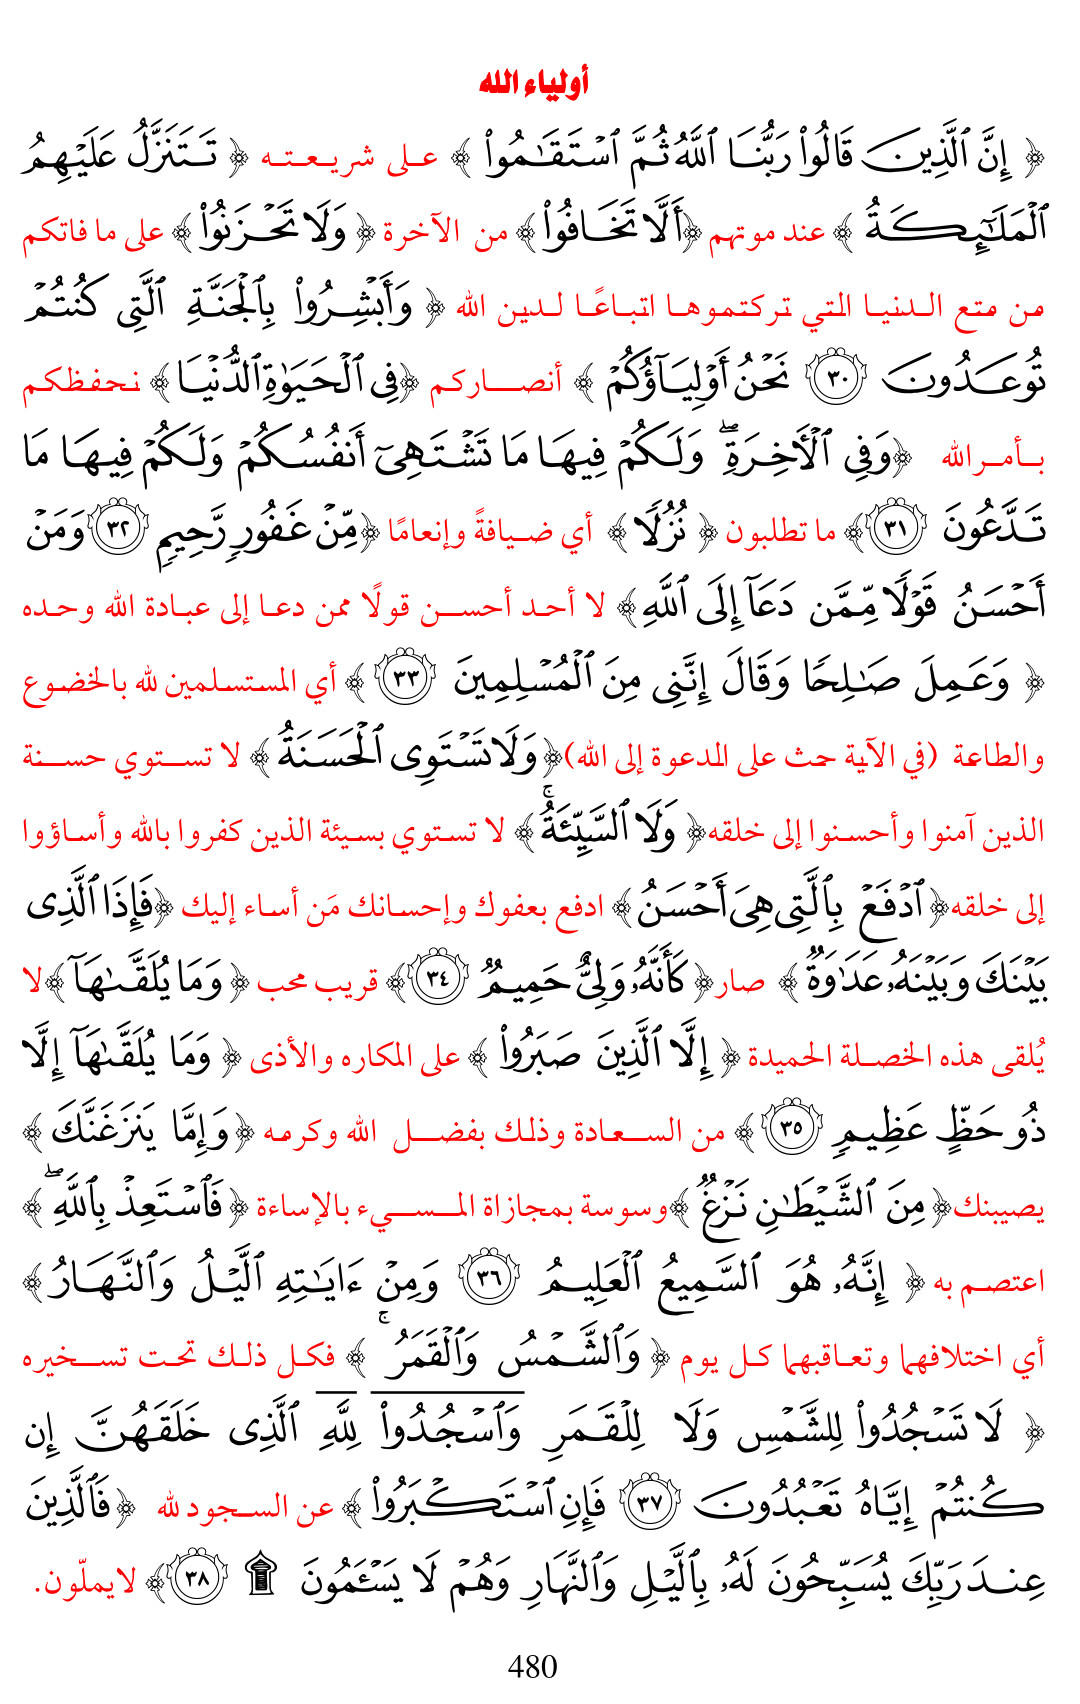 أولياء الله
﴿ إِنَّ ٱلَّذِينَ قَالُوا۟ رَبُّنَا ٱللَّهُ ثُمَّ ٱسْتَقَـٰمُوا۟ ﴾ على شريعته ﴿ تَتَنَزَّلُ عَلَيْهِمُ
ٱلْمَلَـٰٓئِكَةُ ﴾ عند موتهم ﴿أَلَّا تَخَافُوا۟﴾ من الآخرة ﴿ وَلَا تَحْزَنُوا۟﴾ على ما فاتكم
من متع الدنيا التي تركتموها اتباعًا لدين الله ﴿ وَأَبْشِرُوا۟ بِٱلْجَنَّةِ ٱلَّتِى كُنتُمْ
تُوعَدُونَ ٣٠ نَحْنُ أَوْلِيَآؤُكُمْ ﴾ أنصاركم ﴿فِى ٱلْحَيَوٰةِ ٱلدُّنْيَا﴾ نحفظكم
بأمر الله ﴿وَفِى ٱلْـَٔاخِرَةِ ۖ وَلَكُمْ فِيهَا مَا تَشْتَهِىٓ أَنفُسُكُمْ وَلَكُمْ فِيهَا مَا
تَدَّعُونَ ٣١﴾ ما تطلبون ﴿ نُزُلًا ﴾ أي ضيافةً وإنعامًا ﴿مِّنْ غَفُورٍ رَّحِيمٍ ٣٢ وَمَنْ
أَحْسَنُ قَوْلًا مِّمَّن دَعَآ إِلَى ٱللَّهِ﴾ لا أحد أحسن قولًا ممن دعا إلى عبادة الله وحده
﴿ وَعَمِلَ صَـٰلِحًا وَقَالَ إِنَّنِى مِنَ ٱلْمُسْلِمِينَ ٣٣ ﴾ أي المستسلمين لله بالخضوع
والطاعة (في الآية حث على الدعوة إلى الله)﴿وَلَا تَسْتَوِى ٱلْحَسَنَةُ ﴾ لا تستوي حسنة
الذين آمنوا وأحسنوا إلى خلقه﴿ وَلَا ٱلسَّيِّئَةُ ۚ ﴾ لا تستوي بسيئة الذين كفروا بالله وأساؤوا
إلى خلقه﴿ ٱدْفَعْ بِٱلَّتِى هِىَ أَحْسَنُ﴾ ادفع بعفوك وإحسانك مَن أساء إليك ﴿فَإِذَا ٱلَّذِى
بَيْنَكَ وَبَيْنَهُۥ عَدَٰوَةٌ ﴾ صار﴿ كَأَنَّهُۥ وَلِىٌّ حَمِيمٌ ٣٤﴾ قريب محب ﴿ وَمَا يُلَقَّىٰهَآ﴾لا
يُلقى هذه الخصلة الحميدة ﴿ إِلَّا ٱلَّذِينَ صَبَرُوا۟ ﴾ على المكاره والأذى ﴿ وَمَا يُلَقَّىٰهَآ إِلَّا
ذُو حَظٍّ عَظِيمٍ ٣٥ ﴾ من السعادة وذلك بفضل الله وكرمه ﴿وَإِمَّا يَنزَغَنَّكَ ﴾
يصيبنك﴿ مِنَ ٱلشَّيْطَـٰنِ نَزْغٌ ﴾وسوسة بمجازاة المسيء بالإساءة ﴿ فَٱسْتَعِذْ بِٱللَّهِ ۖ ﴾
اعتصم به ﴿ إِنَّهُۥ هُوَ ٱلسَّمِيعُ ٱلْعَلِيمُ ٣٦ وَمِنْ ءَايَـٰتِهِ ٱلَّيْلُ وَٱلنَّهَارُ ﴾
أي اختلافهما وتعاقبهما كل يوم ﴿ وَٱلشَّمْسُ وَٱلْقَمَرُ ۚ ﴾ فكل ذلك تحت تسخيره
﴿ لَا تَسْجُدُوا۟ لِلشَّمْسِ وَلَا لِلْقَمَرِ وَٱسْجُدُوا۟ لِلَّهِ ٱلَّذِى خَلَقَهُنَّ إِن
كُنتُمْ إِيَّاهُ تَعْبُدُونَ ٣٧ فَإِنِ ٱسْتَكْبَرُوا۟ ﴾ عن السجود لله ﴿ فَٱلَّذِينَ
عِندَ رَبِّكَ يُسَبِّحُونَ لَهُۥ بِٱلَّيْلِ وَٱلنَّهَارِ وَهُمْ لَا يَسْـَٔمُونَ ۩ ٣٨﴾ لا يملّون.
480